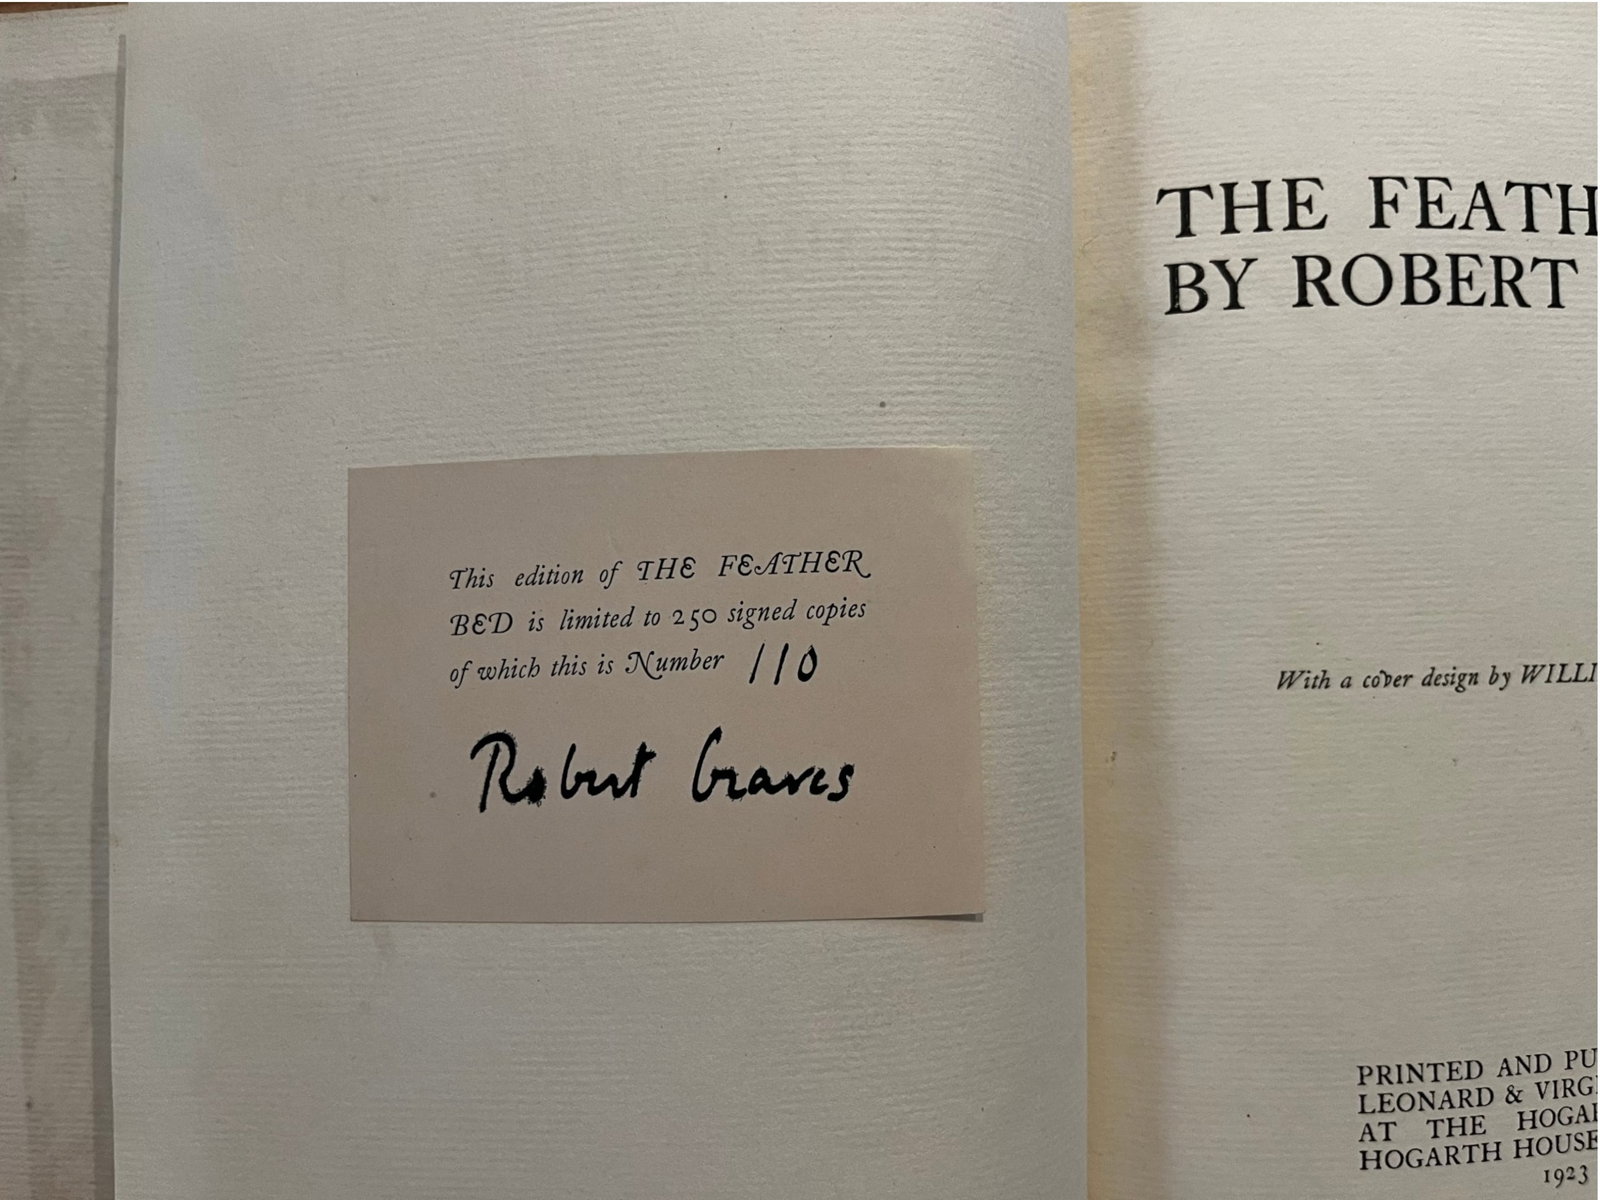 This edition of THE FEATHER
BED is limited to 250 signed copies
of which this is Number 110
Robert Graves
THE FEATH
BY ROBERT
With a cover design by WILLI
PRINTED AND PU
LEONARD & VIRG
AT THE HOGA
HOGARTH HOUSE
1923